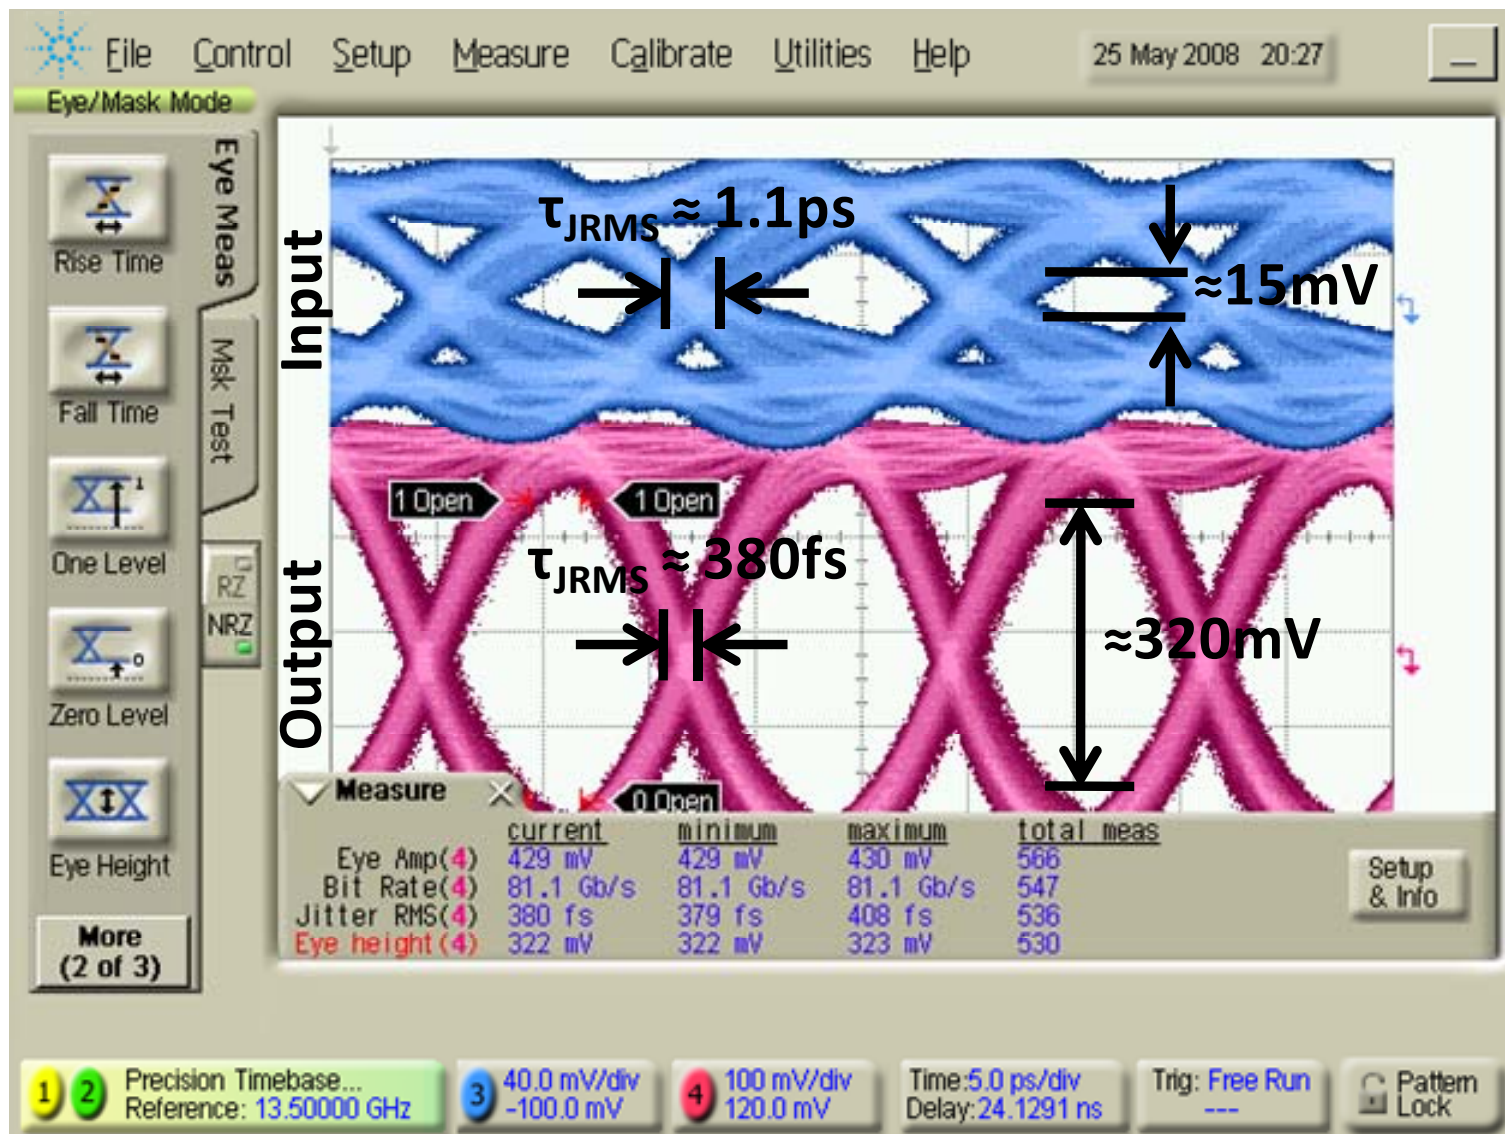 File Control Setup Measure Calibrate Utilities Help 25 May 2008 20:27
Eye/Mask Mode
Eye Meas
Msk Test
Rise Time
Fall Time
One Level
Zero Level
Eye Height
More
(2 of 3)
RZ
NRZ
Input
τJRMS ≈ 1.1ps
≈15mV
Output
1 Open
1 Open
τJRMS ≈ 380fs
≈320mV
0 Open
Measure
current minimum maximum total meas
Eye Amp(4) 429 mV 429 mV 430 mV 566
Bit Rate(4) 81.1 Gb/s 81.1 Gb/s 81.1 Gb/s 547
Jitter RMS(4) 380 fs 379 fs 408 fs 536
Eye height(4) 322 mV 322 mV 323 mV 530
Setup
& Info
1 2 Precision Timebase...
Reference: 13.50000 GHz
3 40.0 mV/div
-100.0 mV
4 100 mV/div
120.0 mV
Time:5.0 ps/div
Delay:24.1291 ns
Trig: Free Run
---
Pattern
Lock